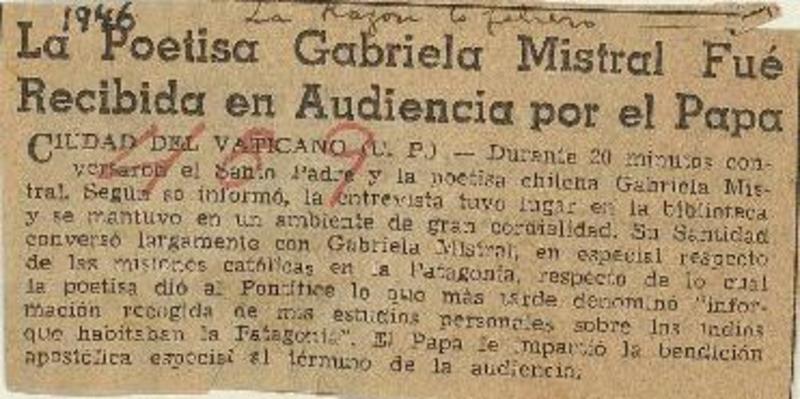 1946 La Razon 6 febrero
La Poetisa Gabriela Mistral Fué
Recibida en Audiencia por el Papa
459
CIUDAD DEL VATICANO (U. P.) — Durante 20 minutos con-
versaron el Santo Padre y la poetisa chilena Gabriela Mis-
tral. Según so informó, la entrevista tuvo lugar en la biblioteca
y se mantuvo en un ambiente de gran cordialidad. Su Santidad
conversó largamente con Gabriela Mistral, en especial respecto
de las misiones católicas en la Patagonia, respecto de lo cual
la poetisa dió al Pontífice lo que más tarde denominó "infor-
mación recogida de mis estudios personales sobre los indios
que habitaban la Patagonia". El Papa le impartió la bendición
apostólica especial al término de la audiencia.